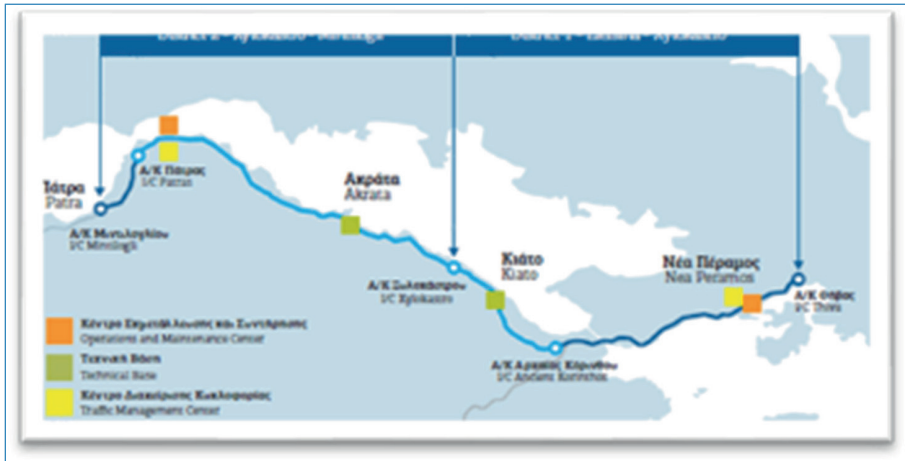 Πάτρα
Patra
Α/Κ Μιντιλογλίου
I/C Mintilogli
Α/Κ Πάτρας
I/C Patras
Ακράτα
Akrata
Α/Κ Ξυλοκάστρου
I/C Xylokastro
Κιάτο
Kiato
Νέα Πέραμος
Nea Peramos
Α/Κ Θήβας
I/C Thiva
Α/Κ Αρχαίας Κορίνθου
I/C Ancient Korinthos
Κέντρο Εκμετάλλευσης και Συντήρησης
Operations and Maintenance Center
Τεχνική Βάση
Technical Base
Κέντρο Διαχείρισης Κυκλοφορίας
Traffic Management Center